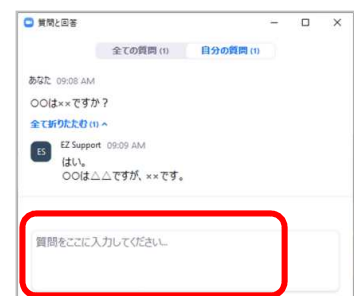 質問と回答
全ての質問 (1)
自分の質問 (1)
あなた 09:08 AM
〇〇は××ですか？
全て折りたたむ (1)
ES
EZ Support 09:09 AM
はい。
〇〇は△△ですが、××です。
質問をここに入力してください...